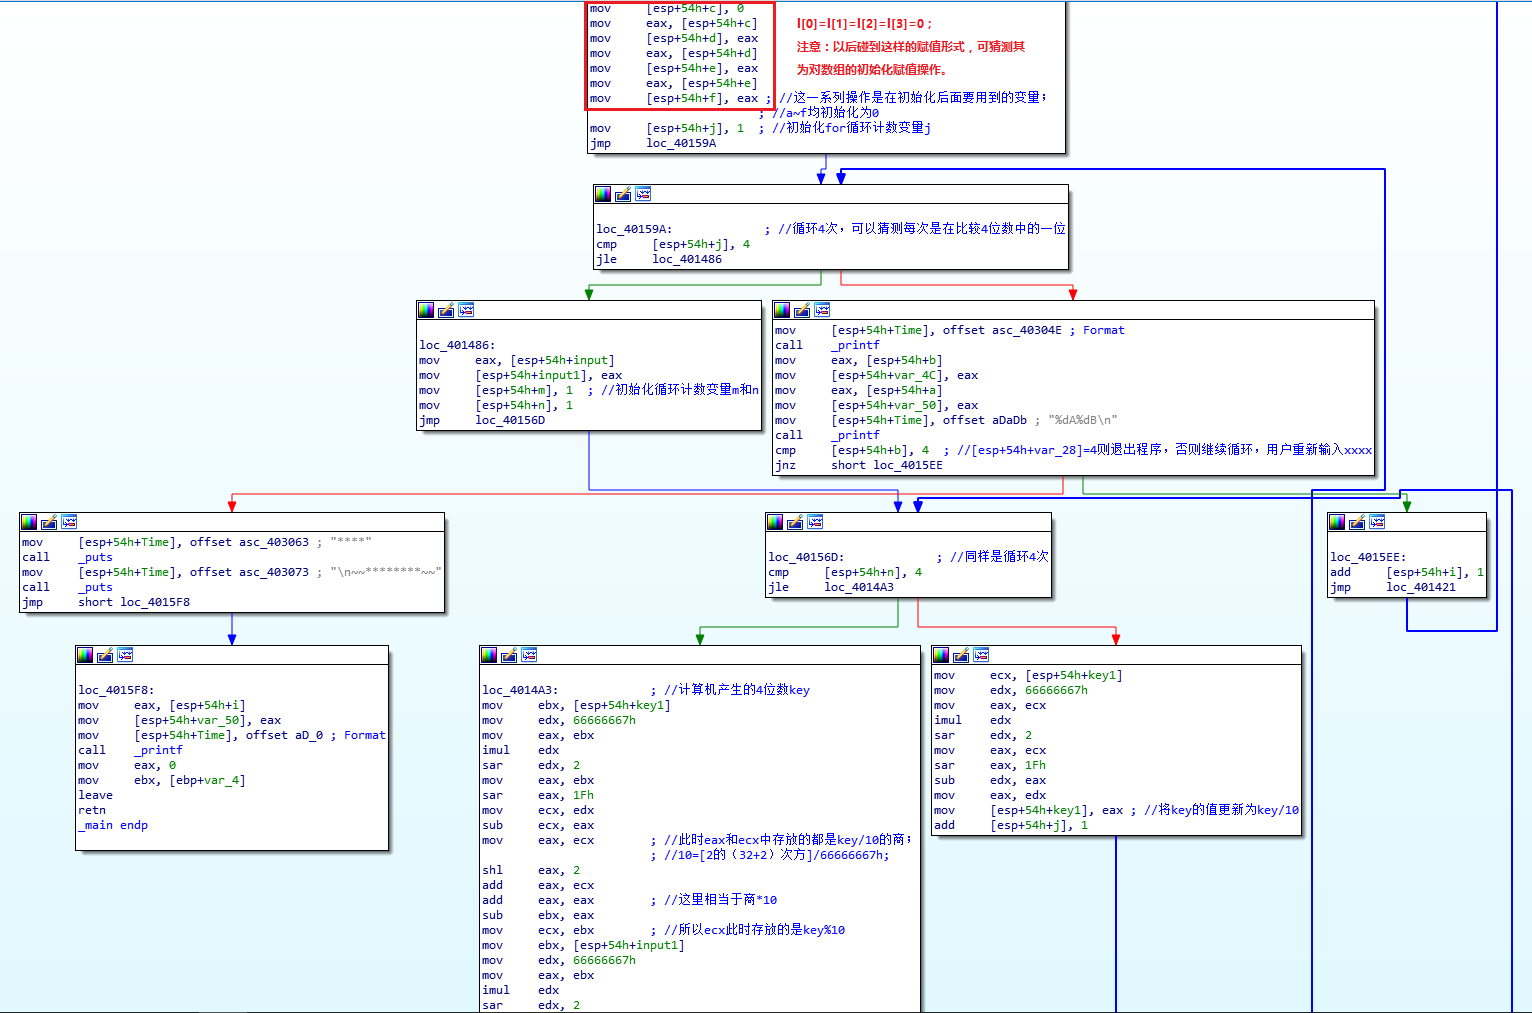 mov [esp+54h+c], 0
mov eax, [esp+54h+c]
mov [esp+54h+d], eax
mov eax, [esp+54h+d]
mov [esp+54h+e], eax
mov eax, [esp+54h+e]
mov [esp+54h+f], eax ; //这一系列操作是在初始化后面要用到的变量;
; //a~f均初始化为0
mov [esp+54h+j], 1 ; //初始化for循环计数变量j
jmp loc_40159A
I[0]=I[1]=I[2]=I[3]=0；
注意：以后碰到这样的赋值形式，可猜测其
为对数组的初始化赋值操作。
loc_40159A: ; //循环4次，可以猜测每次是在比较4位数中的一位
cmp [esp+54h+j], 4
jle loc_401486
loc_401486:
mov eax, [esp+54h+input]
mov [esp+54h+input1], eax
mov [esp+54h+m], 1 ; //初始化循环计数变量m和n
mov [esp+54h+n], 1
jmp loc_40156D
mov [esp+54h+Time], offset asc_40304E ; Format
call _printf
mov eax, [esp+54h+b]
mov [esp+54h+var_4C], eax
mov eax, [esp+54h+a]
mov [esp+54h+var_50], eax
mov [esp+54h+Time], offset aDaDb ; "%dA%dB\n"
call _printf
cmp [esp+54h+b], 4 ; //[esp+54h+var_28]=4则退出程序，否则继续循环，用户重新输入xxxx
jnz short loc_4015EE
mov [esp+54h+Time], offset asc_403063 ; "****"
call _puts
mov [esp+54h+Time], offset asc_403073 ; "\n~~********~~"
call _puts
jmp short loc_4015F8
loc_40156D: ; //同样是循环4次
cmp [esp+54h+n], 4
jle loc_4014A3
loc_4015EE:
add [esp+54h+i], 1
jmp loc_401421
loc_4015F8:
mov eax, [esp+54h+i]
mov [esp+54h+var_50], eax
mov [esp+54h+Time], offset aD_0 ; Format
call _printf
mov eax, 0
mov ebx, [ebp+var_4]
leave
retn
_main endp
loc_4014A3: ; //计算机产生的4位数key
mov ebx, [esp+54h+key1]
mov edx, 66666667h
mov eax, ebx
imul edx
sar edx, 2
mov eax, ebx
sar eax, 1Fh
mov ecx, edx
sub ecx, eax
mov eax, ecx ; //此时eax和ecx中存放的都是key/10的商;
; //10=[2的（32+2）次方]/66666667h;
shl eax, 2
add eax, ecx
add eax, eax ; //这里相当于商*10
sub ebx, eax
mov ecx, ebx ; //所以ecx此时存放的是key%10
mov ebx, [esp+54h+input1]
mov edx, 66666667h
mov eax, ebx
imul edx
sar edx, 2
mov ecx, [esp+54h+key1]
mov edx, 66666667h
mov eax, ecx
imul edx
sar edx, 2
mov eax, ecx
sar eax, 1Fh
sub edx, eax
mov eax, edx
mov [esp+54h+key1], eax ; //将key的值更新为key/10
add [esp+54h+j], 1